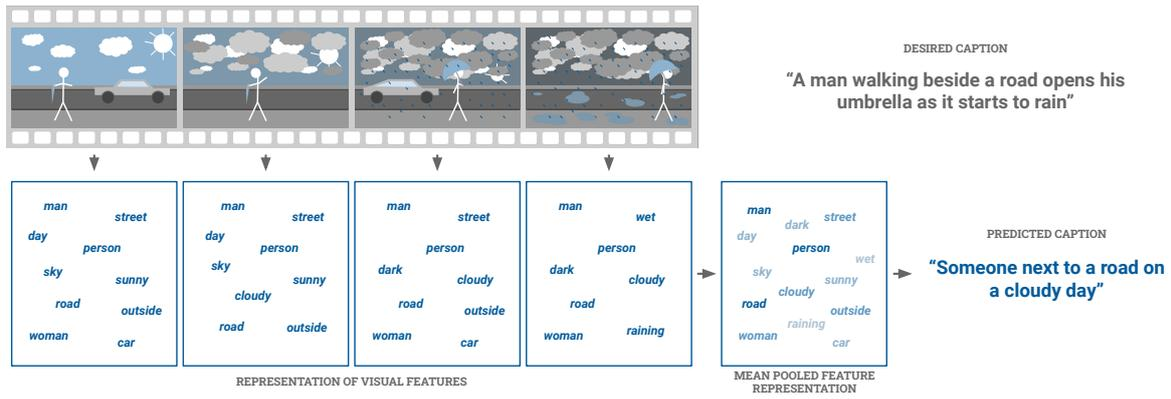 DESIRED CAPTION
“A man walking beside a road opens his
umbrella as it starts to rain”
man
street
day
person
sky
sunny
road
outside
woman
car
man
street
day
person
sky
sunny
cloudy
road
outside
man
street
person
dark
cloudy
road
outside
woman
car
man
wet
person
dark
cloudy
road
woman
raining
man
dark
street
day
person
wet
sky
sunny
cloudy
road
outside
raining
woman
car
PREDICTED CAPTION
“Someone next to a road on
a cloudy day”
REPRESENTATION OF VISUAL FEATURES
MEAN POOLED FEATURE
REPRESENTATION